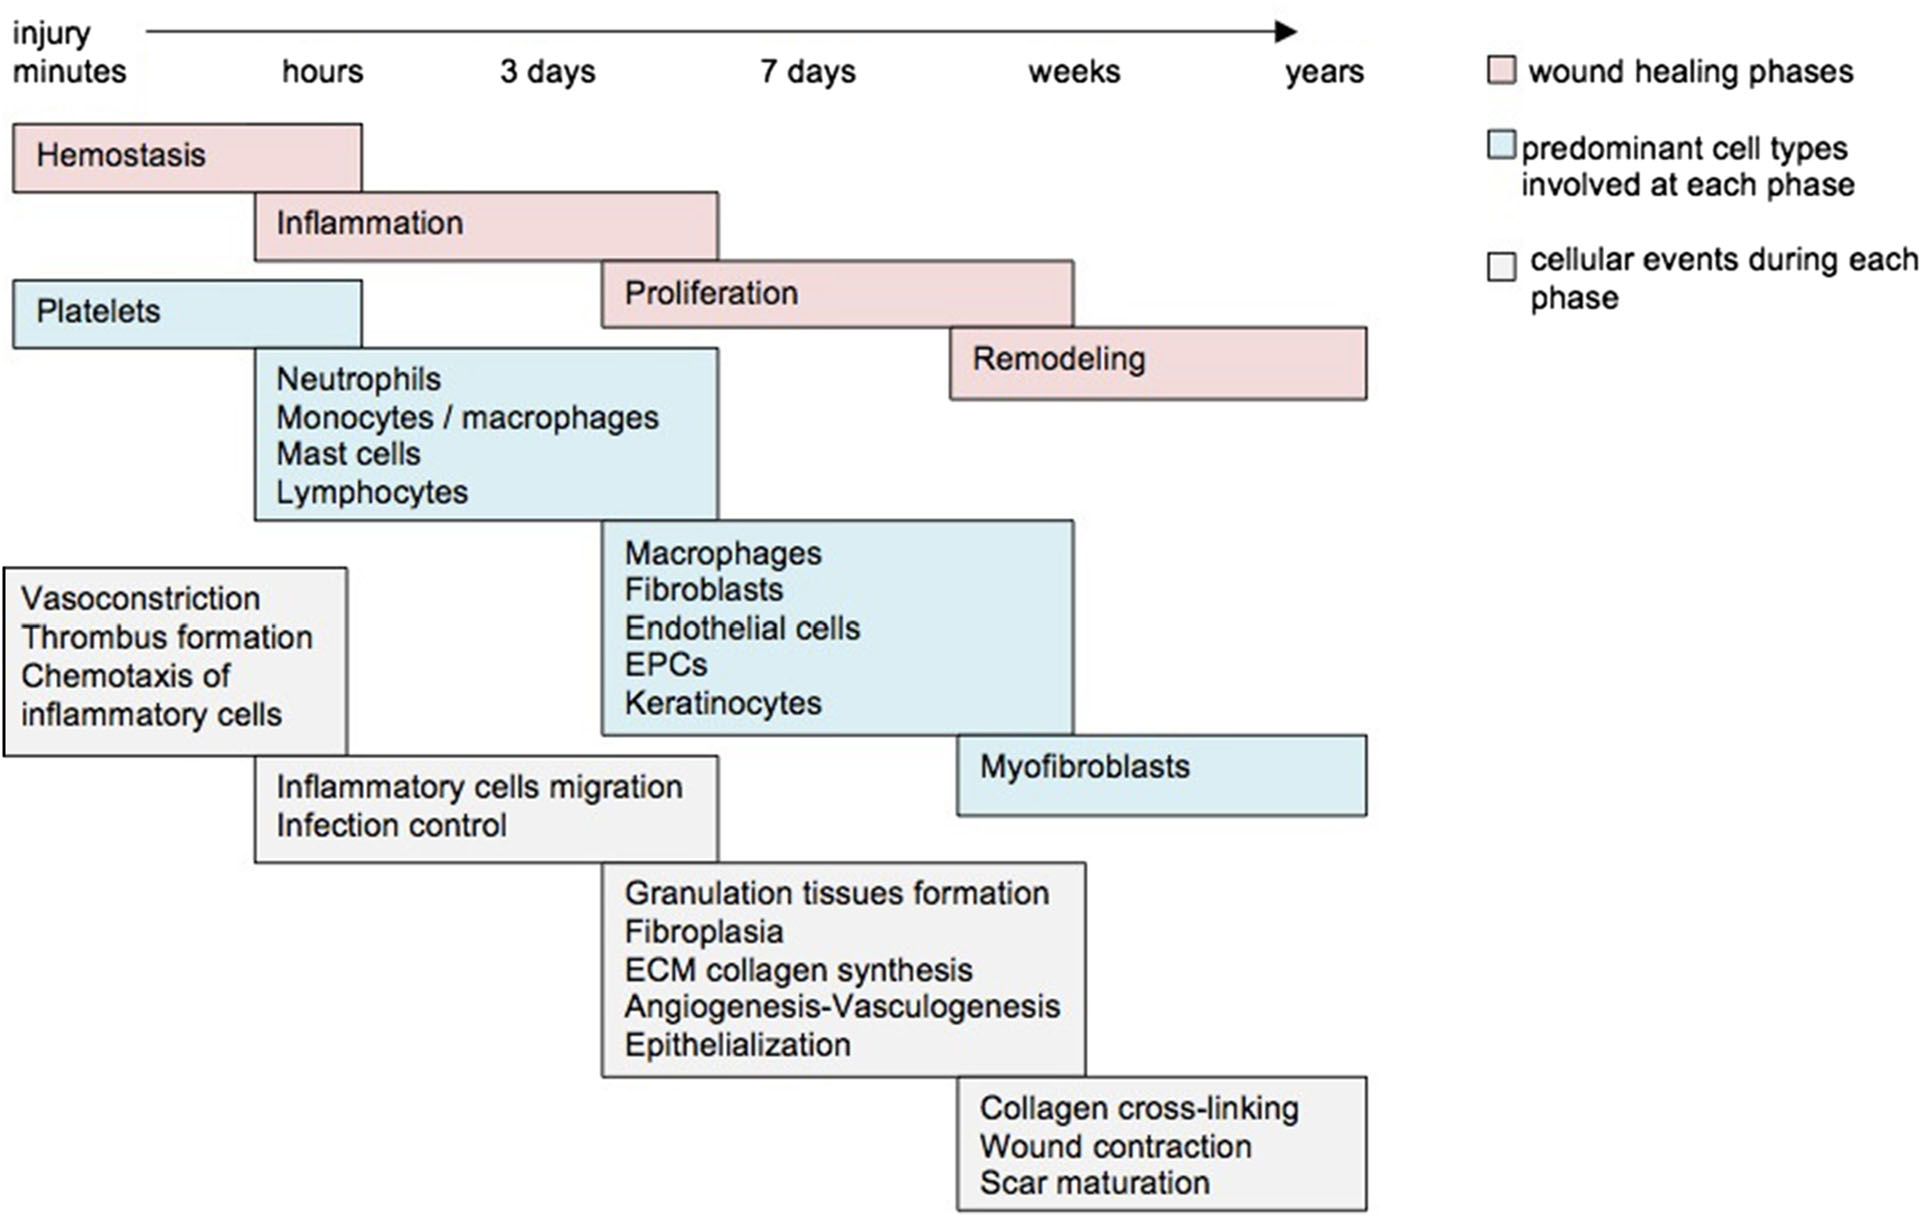 injury
minutes
hours
3 days
7 days
weeks
years
wound healing phases
predominant cell types
involved at each phase
cellular events during each
phase
Hemostasis
Inflammation
Proliferation
Remodeling
Platelets
Neutrophils
Monocytes / macrophages
Mast cells
Lymphocytes
Macrophages
Fibroblasts
Endothelial cells
EPCs
Keratinocytes
Myofibroblasts
Vasoconstriction
Thrombus formation
Chemotaxis of
inflammatory cells
Inflammatory cells migration
Infection control
Granulation tissues formation
Fibroplasia
ECM collagen synthesis
Angiogenesis-Vasculogenesis
Epithelialization
Collagen cross-linking
Wound contraction
Scar maturation